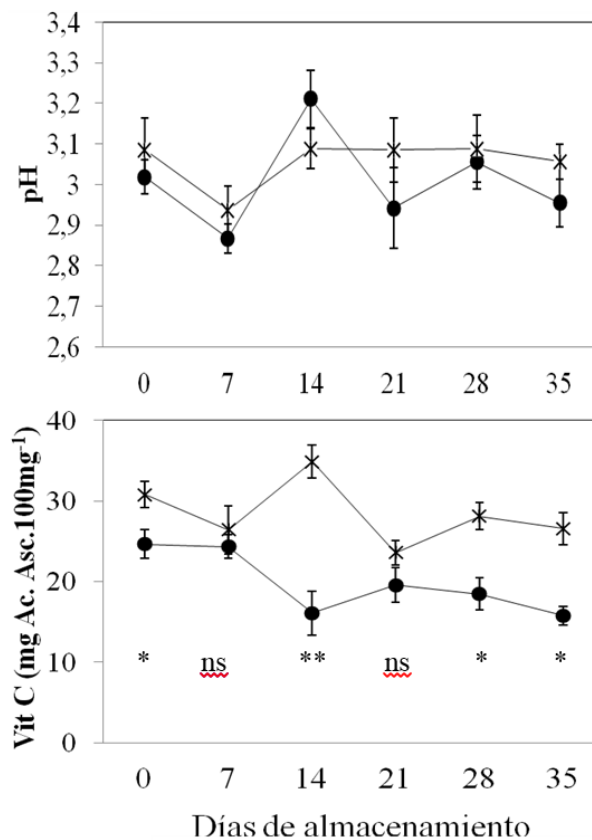 3,4
3,3
3,2
3,1
3
2,9
2,8
2,7
2,6
pH
0 7 14 21 28 35
40
30
20
10
0
Vit C (mg Ac. Asc.100mg⁻¹)
* ns ** ns * *
0 7 14 21 28 35
Días de almacenamiento